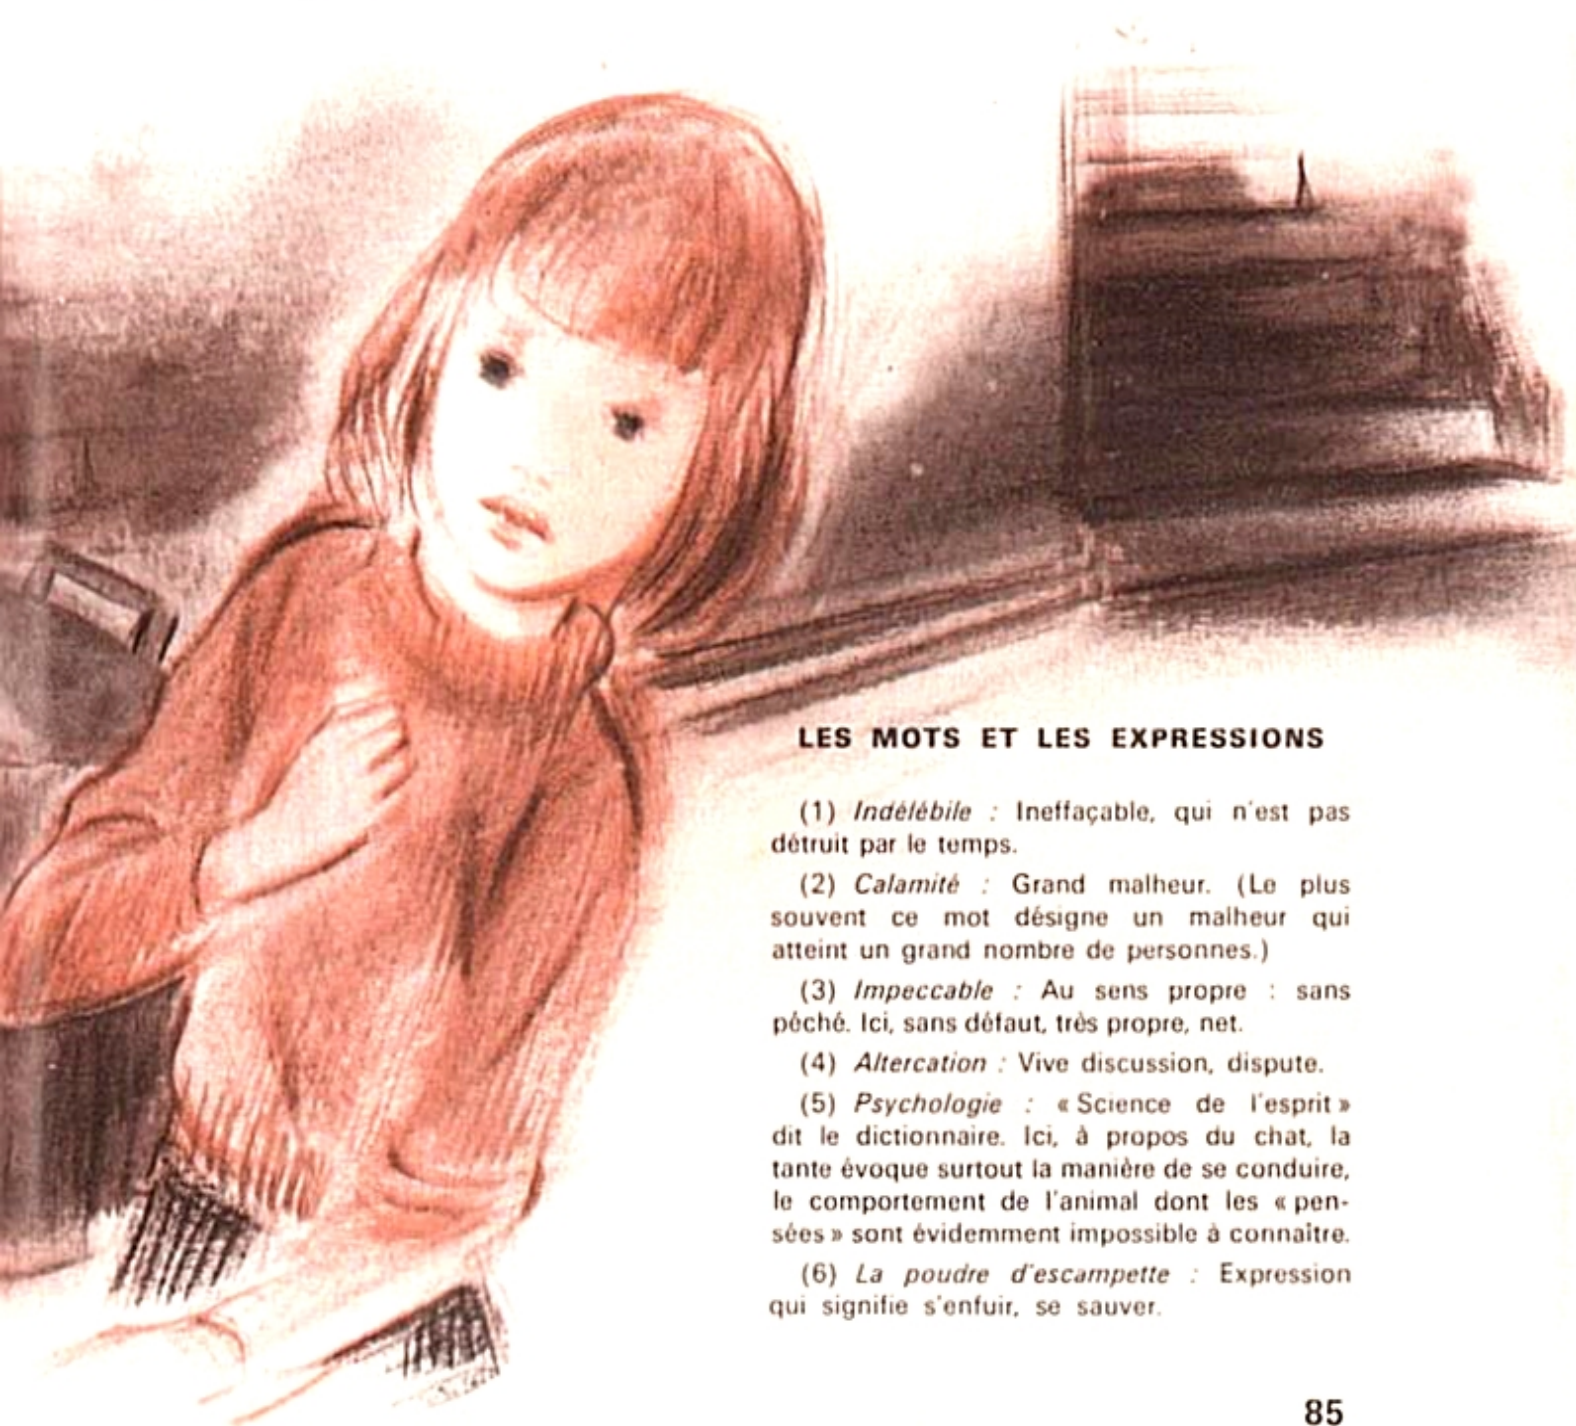 LES MOTS ET LES EXPRESSIONS
(1) Indélébile : Ineffaçable, qui n'est pas
détruit par le temps.
(2) Calamité : Grand malheur. (Le plus
souvent ce mot désigne un malheur qui
atteint un grand nombre de personnes.)
(3) Impeccable : Au sens propre : sans
péché. Ici, sans défaut, très propre, net.
(4) Altercation : Vive discussion, dispute.
(5) Psychologie : « Science de l'esprit »
dit le dictionnaire. Ici, à propos du chat, la
tante évoque surtout la manière de se conduire,
le comportement de l'animal dont les « pen-
sées » sont évidemment impossible à connaître.
(6) La poudre d'escampette : Expression
qui signifie s'enfuir, se sauver.
85